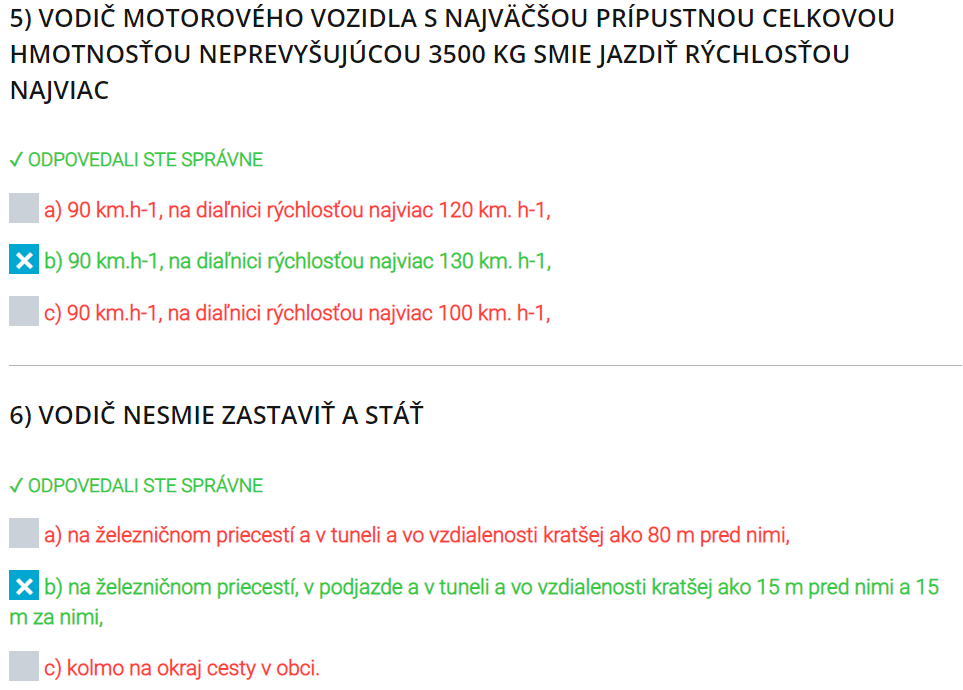 5) VODIČ MOTOROVÉHO VOZIDLA S NAJVÄČŠOU PRÍPUSTNOU CELKOVOU
HMOTNOSŤOU NEPREVYŠUJÚCOU 3500 KG SMIE JAZDIŤ RÝCHLOSŤOU
NAJVIAC
✓ ODPOVEDALI STE SPRÁVNE
a) 90 km.h-1, na diaľnici rýchlosťou najviac 120 km. h-1,
b) 90 km.h-1, na diaľnici rýchlosťou najviac 130 km. h-1,
c) 90 km.h-1, na diaľnici rýchlosťou najviac 100 km. h-1,
6) VODIČ NESMIE ZASTAVIŤ A STÁŤ
✓ ODPOVEDALI STE SPRÁVNE
a) na železničnom priecestí a v tuneli a vo vzdialenosti kratšej ako 80 m pred nimi,
b) na železničnom priecestí, v podjazde a v tuneli a vo vzdialenosti kratšej ako 15 m pred nimi a 15
m za nimi,
c) kolmo na okraj cesty v obci.